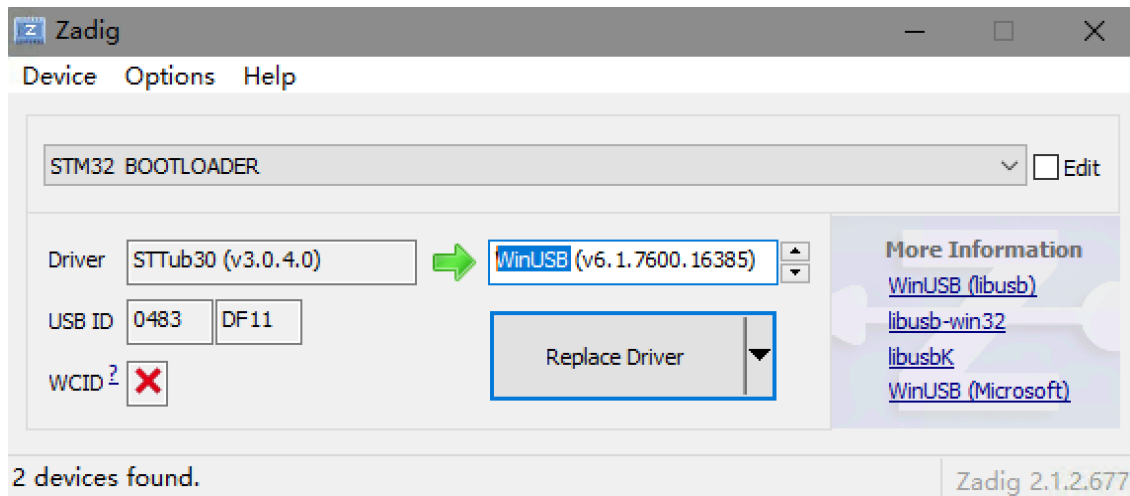 Zadig
Device Options Help
STM32 BOOTLOADER
Edit
Driver STTub30 (v3.0.4.0) WinUSB (v6.1.7600.16385)
USB ID 0483 DF11
WCID ?
Replace Driver
More Information
WinUSB (libusb)
libusb-win32
libusbK
WinUSB (Microsoft)
2 devices found.
Zadig 2.1.2.677